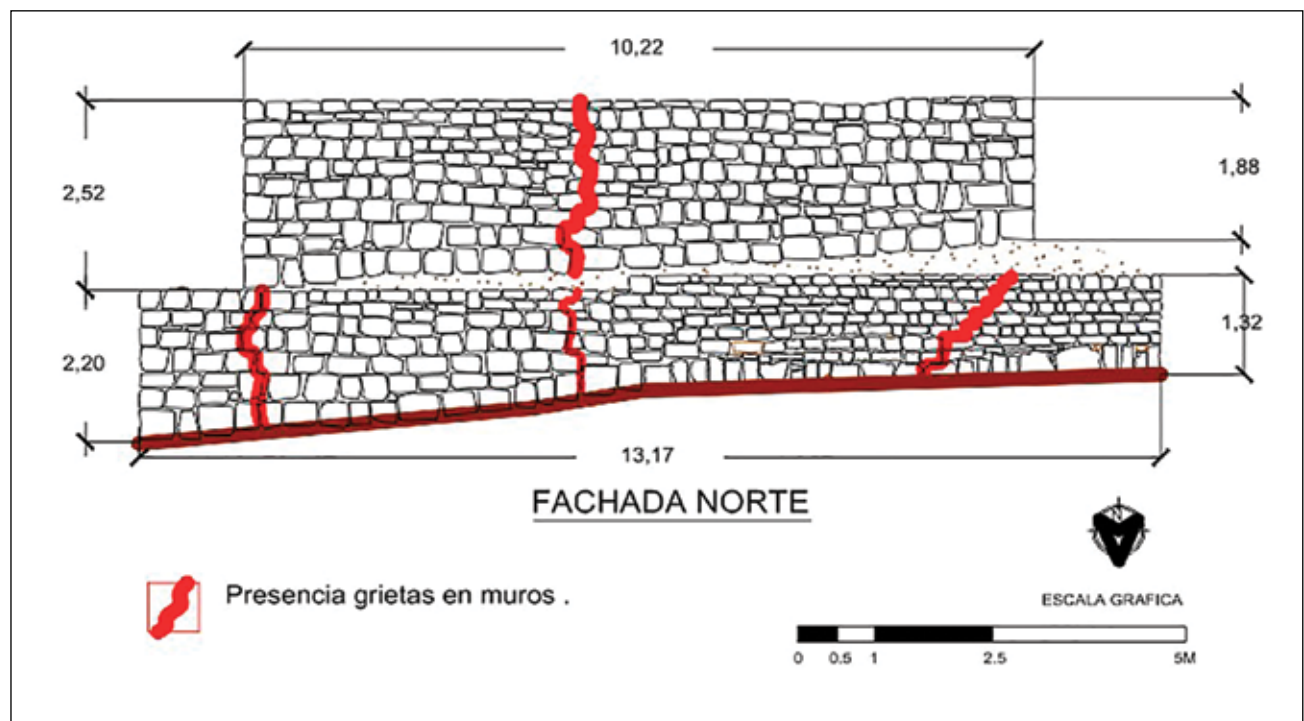 10,22
2,52
1,88
2,20
1,32
13,17
FACHADA NORTE
N
Presencia grietas en muros .
ESCALA GRAFICA
0 0.5 1 2.5 5M